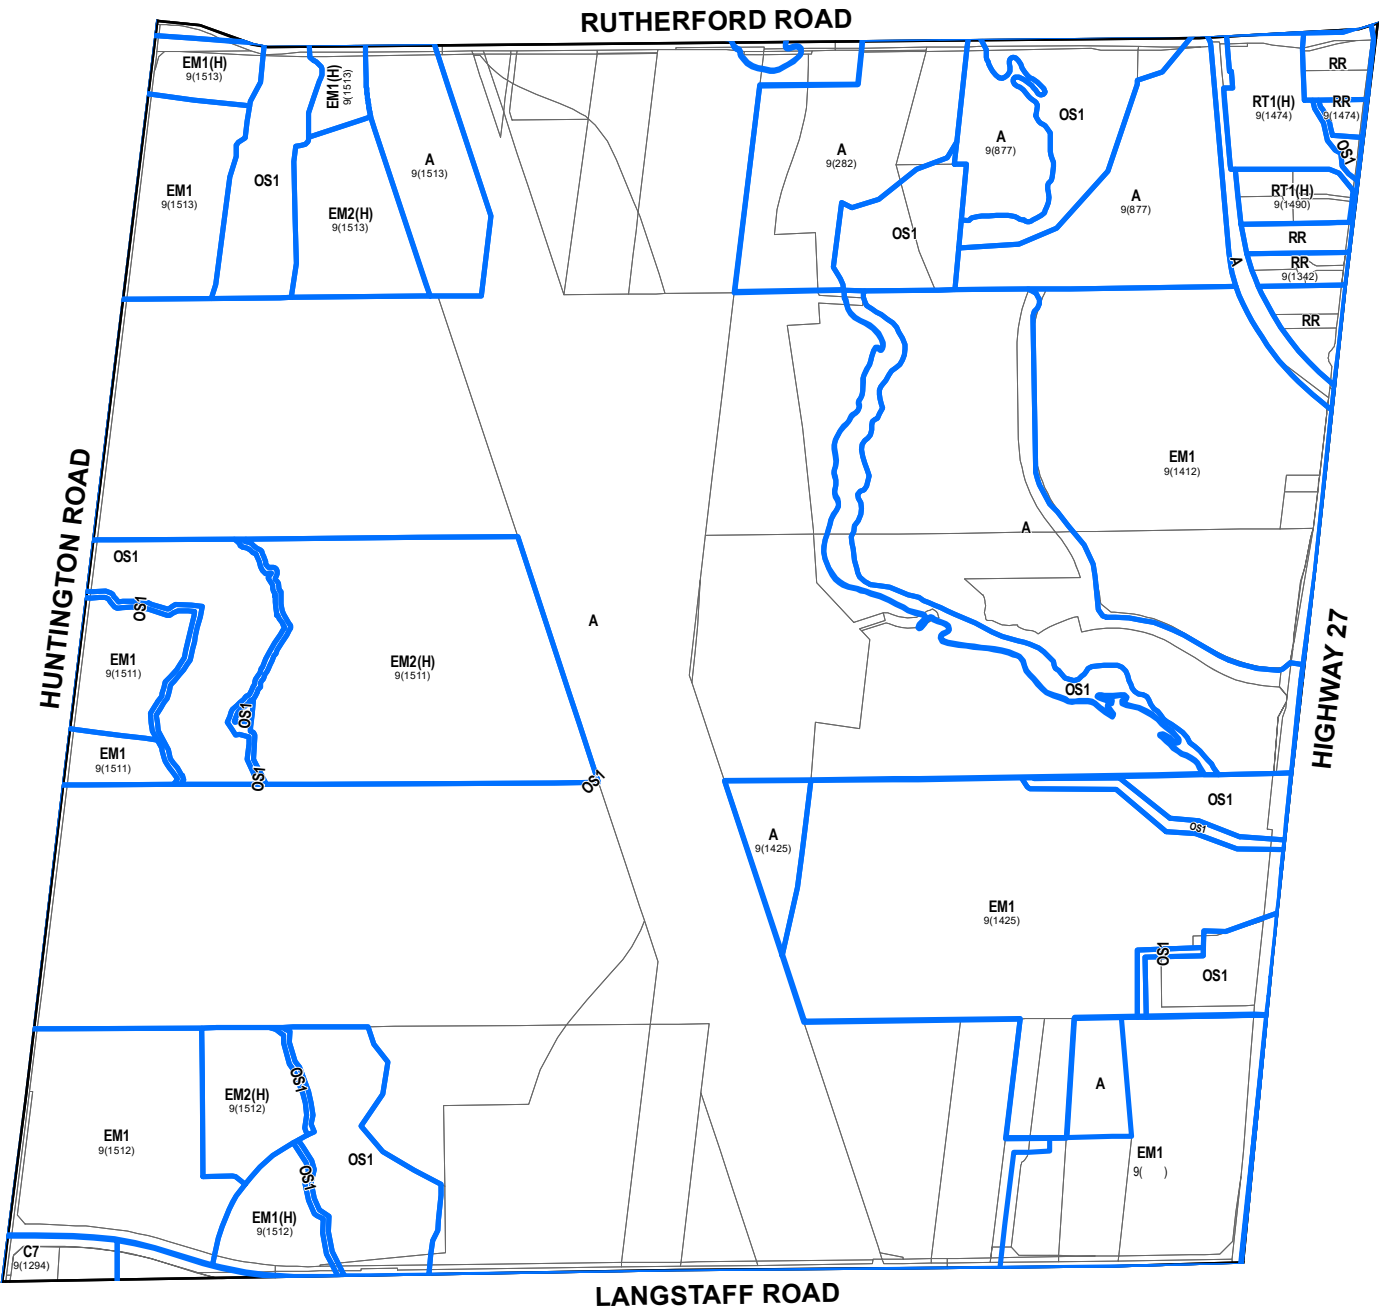 RUTHERFORD ROAD
EM1(H)
9(1513)
EM1(H)
9(1513)
RR
RT1(H)
9(1474)
RR
9(1474)
OS1
OS1
A
9(877)
A
9(282)
A
9(1513)
OS1
EM1
9(1513)
EM2(H)
9(1513)
RT1(H)
9(1490)
A
9(877)
OS1
RR
A
RR
9(1342)
RR
HUNTINGTON ROAD
EM1
9(1412)
A
OS1
OS1
A
EM1
9(1511)
EM2(H)
9(1511)
HIGHWAY 27
OS1
OS1
EM1
9(1511)
OS1
OS1
OS1
OS1
A
9(1425)
EM1
9(1425)
OS1
OS1
OS1
EM2(H)
9(1512)
A
EM1
9(1512)
OS1
EM1
9( )
OS1
EM1(H)
9(1512)
C7
9(1294)
LANGSTAFF ROAD